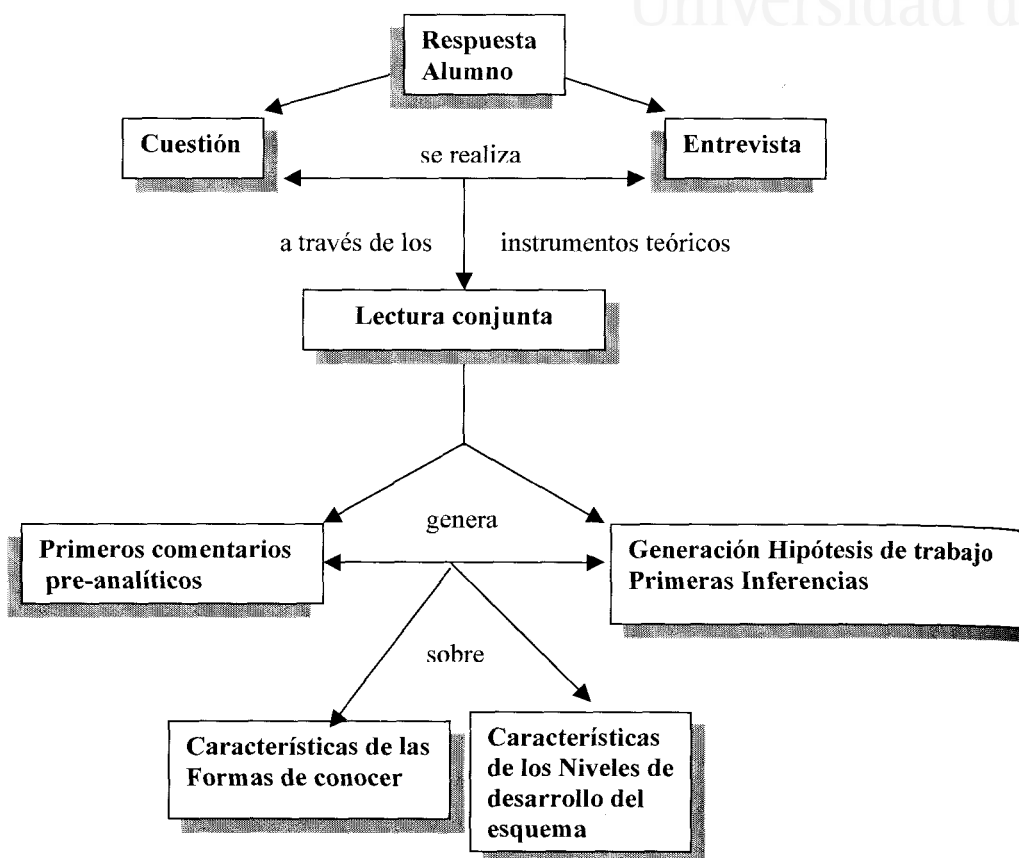 Universidad d
Respuesta
Alumno
Cuestión
se realiza
Entrevista
a través de los
instrumentos teóricos
Lectura conjunta
genera
Primeros comentarios
pre-analíticos
Generación Hipótesis de trabajo
Primeras Inferencias
sobre
Características de las
Formas de conocer
Características
de los Niveles de
desarrollo del
esquema